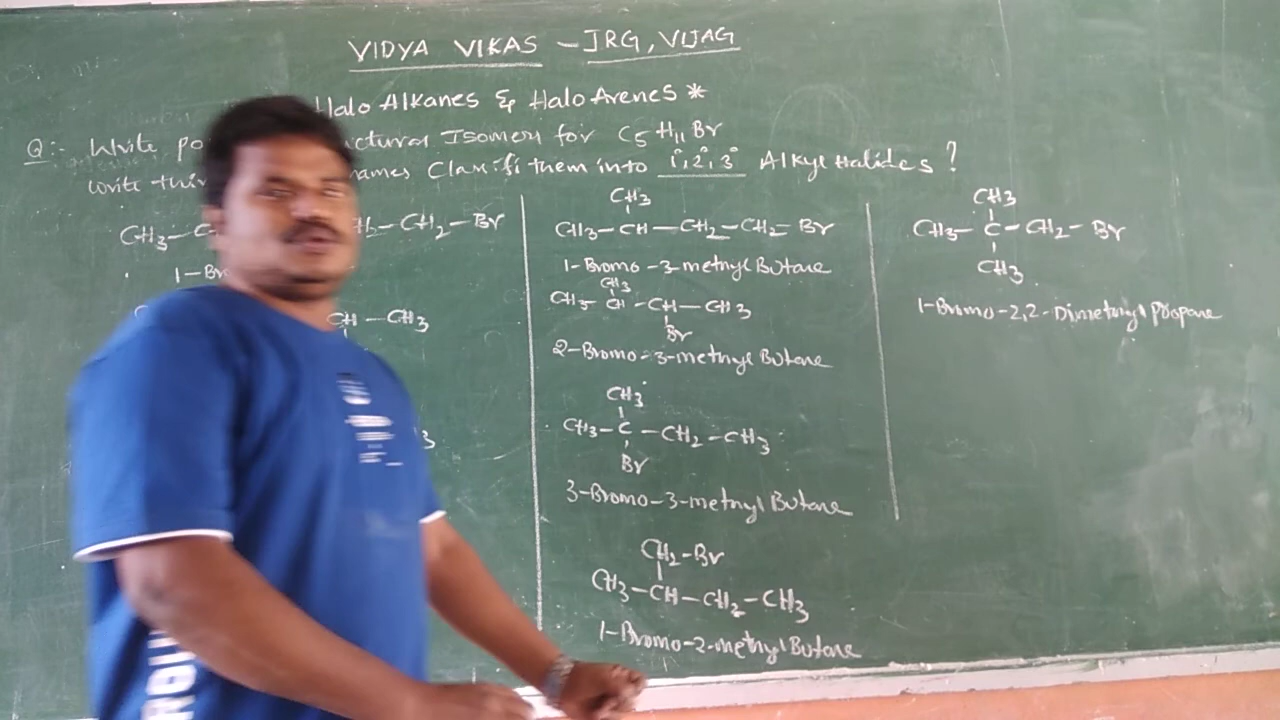 VIDYA VIKAS – JRG, VIJAG
Halo Alkanes & Halo Arenes *
Q:- Write po ctural Isomers for C5 H11 Br
Write thi names Classifi them into 1°, 2°, 3° Alkyl Halides ?
CH3 – C – CH2 – Br
1-Br
CH – CH3
3
CH3
CH3 – CH – CH2 – CH2 – Br
1-Bromo-3-methyl Butane
CH3
CH3 – CH – CH – CH3
Br
2-Bromo-3-methyl Butane
CH3
CH3 – C – CH2 – CH3
Br
3-Bromo-3-methyl Butane
CH2 – Br
CH3 – CH – CH2 – CH3
1-Bromo-2-methyl Butane
CH3
CH3 – C – CH2 – Br
CH3
1-Bromo-2,2-Dimethyl propane